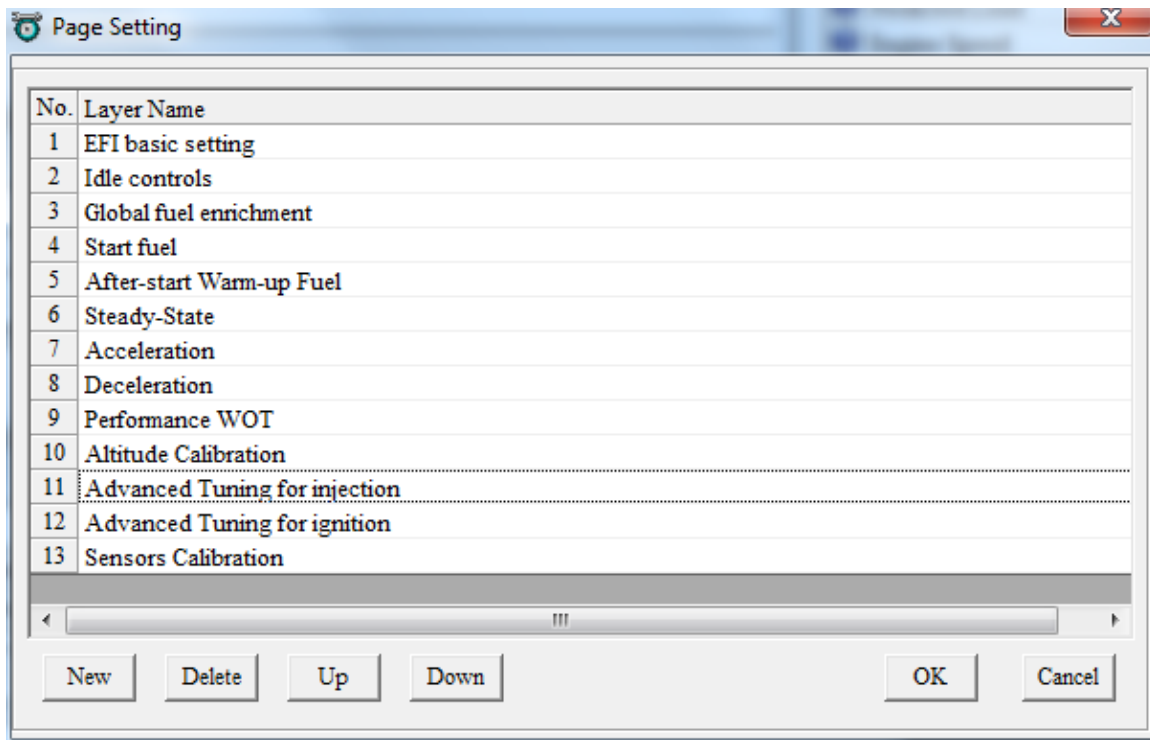 Page Setting
No. Layer Name
1 EFI basic setting
2 Idle controls
3 Global fuel enrichment
4 Start fuel
5 After-start Warm-up Fuel
6 Steady-State
7 Acceleration
8 Deceleration
9 Performance WOT
10 Altitude Calibration
11 Advanced Tuning for injection
12 Advanced Tuning for ignition
13 Sensors Calibration
New Delete Up Down OK Cancel